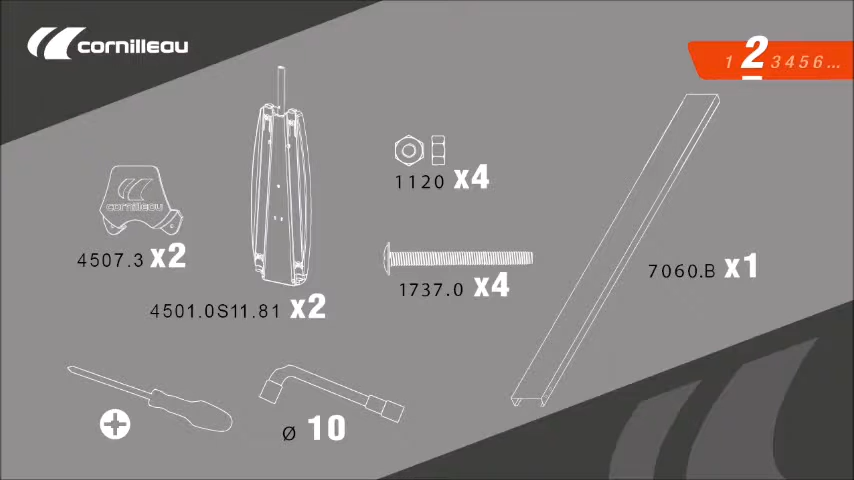 cornilleau
1 2 3 4 5 6 ...
1120 x4
cornilleau
4507.3 x2
7060.B x1
1737.0 x4
4501.0S11.81 x2
Ø 10